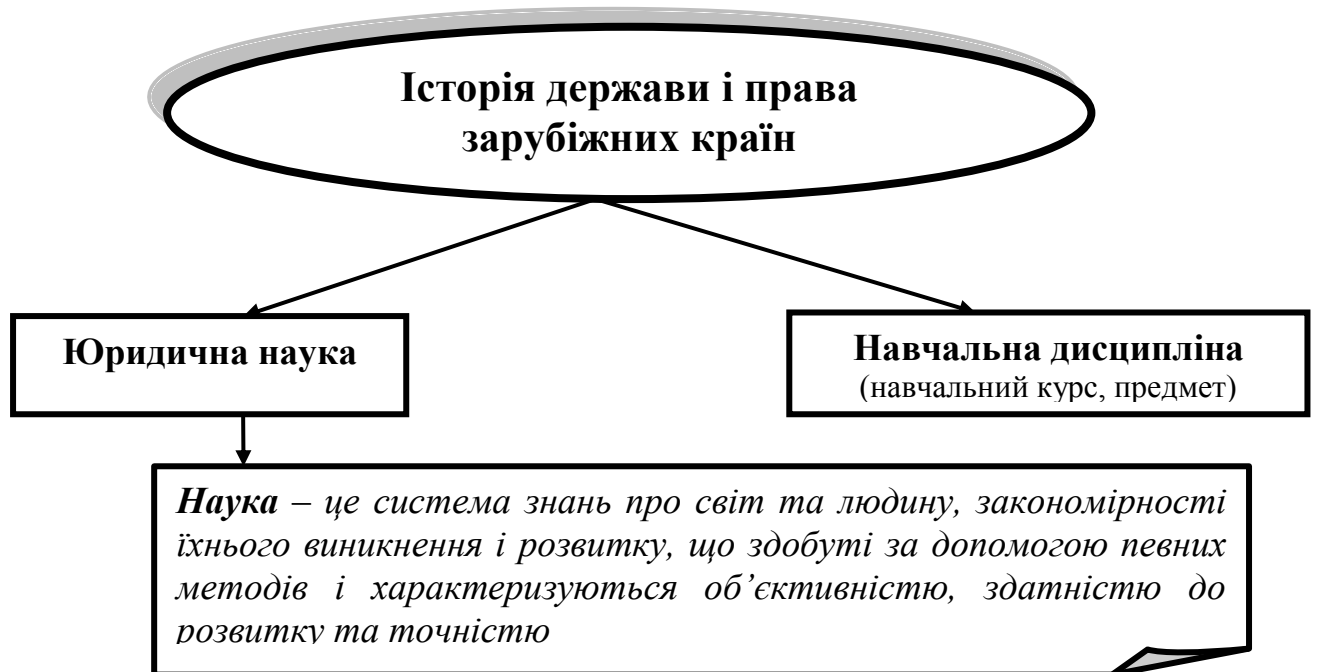 Історія держави і права
зарубіжних країн
Юридична наука
Навчальна дисципліна
(навчальний курс, предмет)
Наука – це система знань про світ та людину, закономірності
їхнього виникнення і розвитку, що здобуті за допомогою певних
методів і характеризуються об’єктивністю, здатністю до
розвитку та точністю